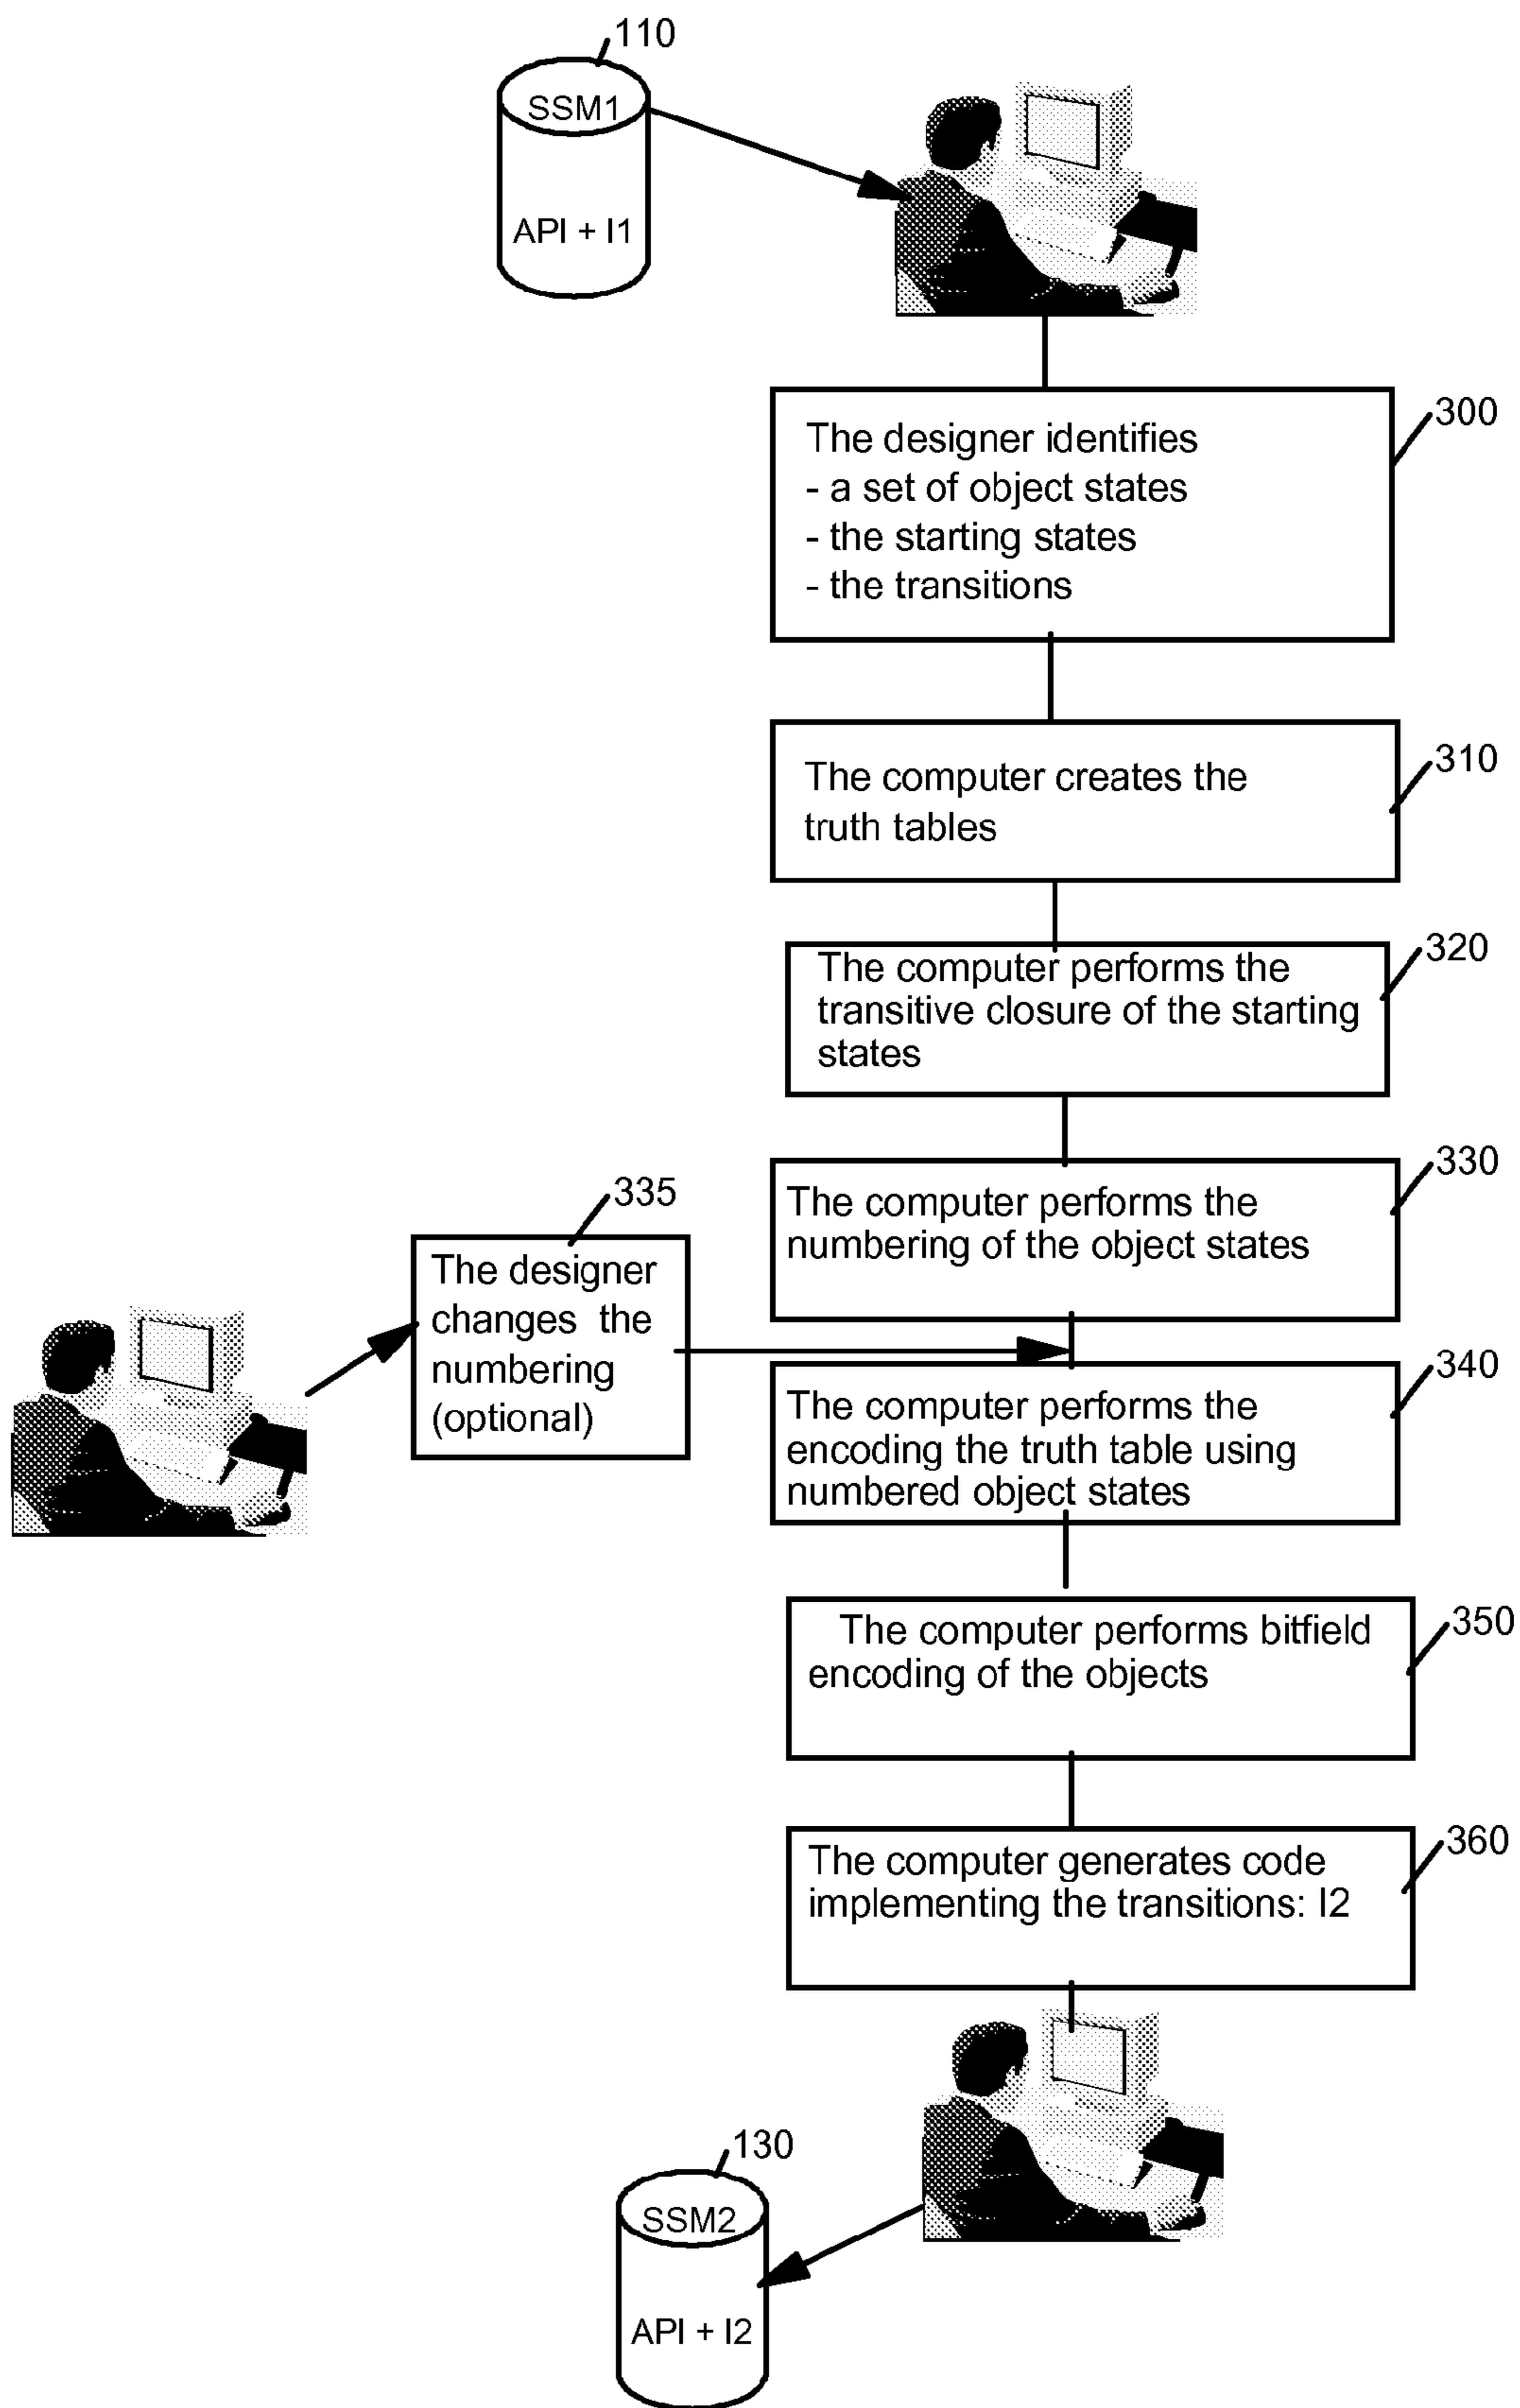 110
SSM1
API + I1
300
The designer identifies
- a set of object states
- the starting states
- the transitions
310
The computer creates the
truth tables
320
The computer performs the
transitive closure of the starting
states
330
The computer performs the
numbering of the object states
335
The designer
changes the
numbering
(optional)
340
The computer performs the
encoding the truth table using
numbered object states
350
The computer performs bitfield
encoding of the objects
360
The computer generates code
implementing the transitions: I2
130
SSM2
API + I2